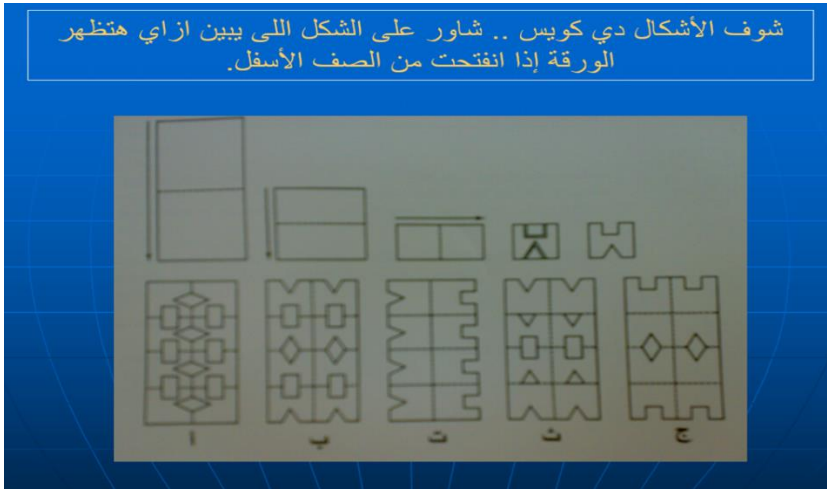 شوف الأشكال دي كويس .. شاور على الشكل اللى يبين ازاي هتظهر
الورقة إذا انفتحت من الصف الأسفل.
ا ب ت ث ج